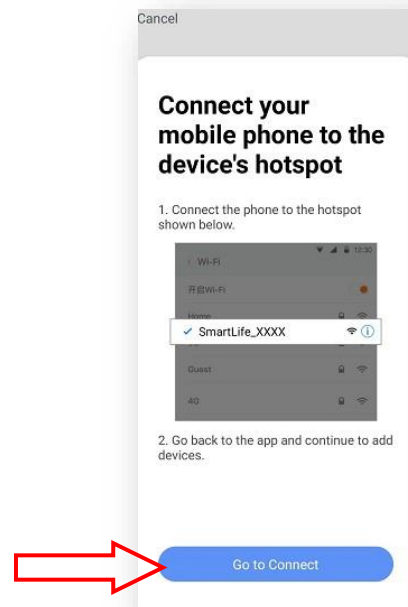 Cancel
Connect your
mobile phone to the
device's hotspot
1. Connect the phone to the hotspot
shown below.
12:30
Wi-Fi
开启Wi-Fi
Home
SmartLife_XXXX
Guest
4G
2. Go back to the app and continue to add
devices.
Go to Connect